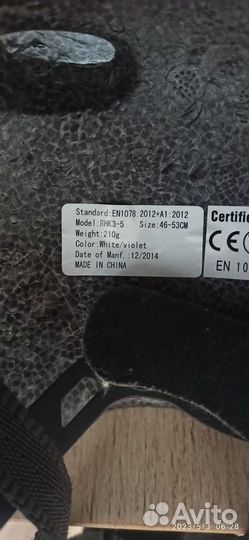 Standard:EN1078:2012+A1:2012
Model:RHK3-5 Size:46-53CM
Weight:210g
Color:White/violet
Date of Manf.:12/2014
MADE IN CHINA
Certific
CE
EN 10
Avito
2023/5/3 06:28